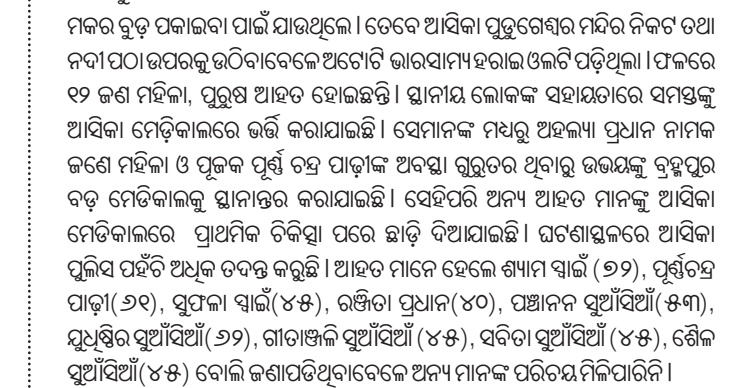 ମକର ବୁଡ଼ ପକାଇବା ପାଇଁ ଯାଉଥିଲେ । ତେବେ ଆସିକା ପୁଡୁଗେଶ୍ୱର ମନ୍ଦିର ନିକଟ ତଥା
ନଦୀ ପଠା ଉପରକୁ ଉଠିବାବେଳେ ଅଟୋଟି ଭାରସାମ୍ୟ ହରାଇ ଓଲଟି ପଡ଼ିଥିଲା । ଫଳରେ
୧୨ ଜଣ ମହିଳା, ପୁରୁଷ ଆହତ ହୋଇଛନ୍ତି । ସ୍ଥାନୀୟ ଲୋକଙ୍କ ସହାୟତାରେ ସମସ୍ତଙ୍କୁ
ଆସିକା ମେଡ଼ିକାଲରେ ଭର୍ତ୍ତି କରାଯାଇଛି । ସେମାନଙ୍କ ମଧ୍ୟରୁ ଅହଲ୍ୟା ପ୍ରଧାନ ନାମକ
ଜଣେ ମହିଳା ଓ ପୂଜକ ପୂର୍ଣ୍ଣ ଚନ୍ଦ୍ର ପାଢ଼ୀଙ୍କ ଅବସ୍ଥା ଗୁରୁତର ଥିବାରୁ ଉଭୟଙ୍କୁ ବ୍ରହ୍ମପୁର
ବଡ଼ ମେଡିକାଲକୁ ସ୍ଥାନାନ୍ତର କରାଯାଇଛି । ସେହିପରି ଅନ୍ୟ ଆହତ ମାନଙ୍କୁ ଆସିକା
ମେଡିକାଲରେ ପ୍ରାଥମିକ ଚିକିତ୍ସା ପରେ ଛାଡ଼ି ଦିଆଯାଇଛି । ଘଟଣାସ୍ଥଳରେ ଆସିକା
ପୁଲିସ ପହଁଚି ଅଧିକ ତଦନ୍ତ କରୁଛି । ଆହତ ମାନେ ହେଲେ ଶ୍ୟାମ ସ୍ୱାଇଁ (୭୨), ପୂର୍ଣ୍ଣଚନ୍ଦ୍ର
ପାଢ଼ୀ(୬୧), ସୁଫଳା ସ୍ୱାଇଁ(୪୫), ରଞ୍ଜିତା ପ୍ରଧାନ(୪୦), ପଞ୍ଚାନନ ସୁଆଁସିଆଁ(୫୩),
ଯୁଧିଷ୍ଠିର ସୁଆଁସିଆଁ(୬୨), ଗୀତାଞ୍ଜଳି ସୁଆଁସିଆଁ (୪୫), ସବିତା ସୁଆଁସିଆଁ (୪୫), ଶୈଳ
ସୁଆଁସିଆଁ(୪୫) ବୋଲି ଜଣାପଡିଥିବାବେଳେ ଅନ୍ୟ ମାନଙ୍କ ପରିଚୟ ମିଳିପାରିନି ।